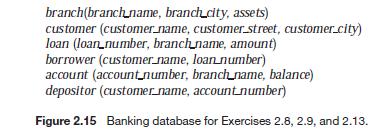 branch(branch_name, branch_city, assets)
customer (customer_name, customer_street, customer_city)
loan (loan_number, branch_name, amount)
borrower (customer_name, loan_number)
account (account_number, branch_name, balance)
depositor (customer_name, account_number)
Figure 2.15 Banking database for Exercises 2.8, 2.9, and 2.13.